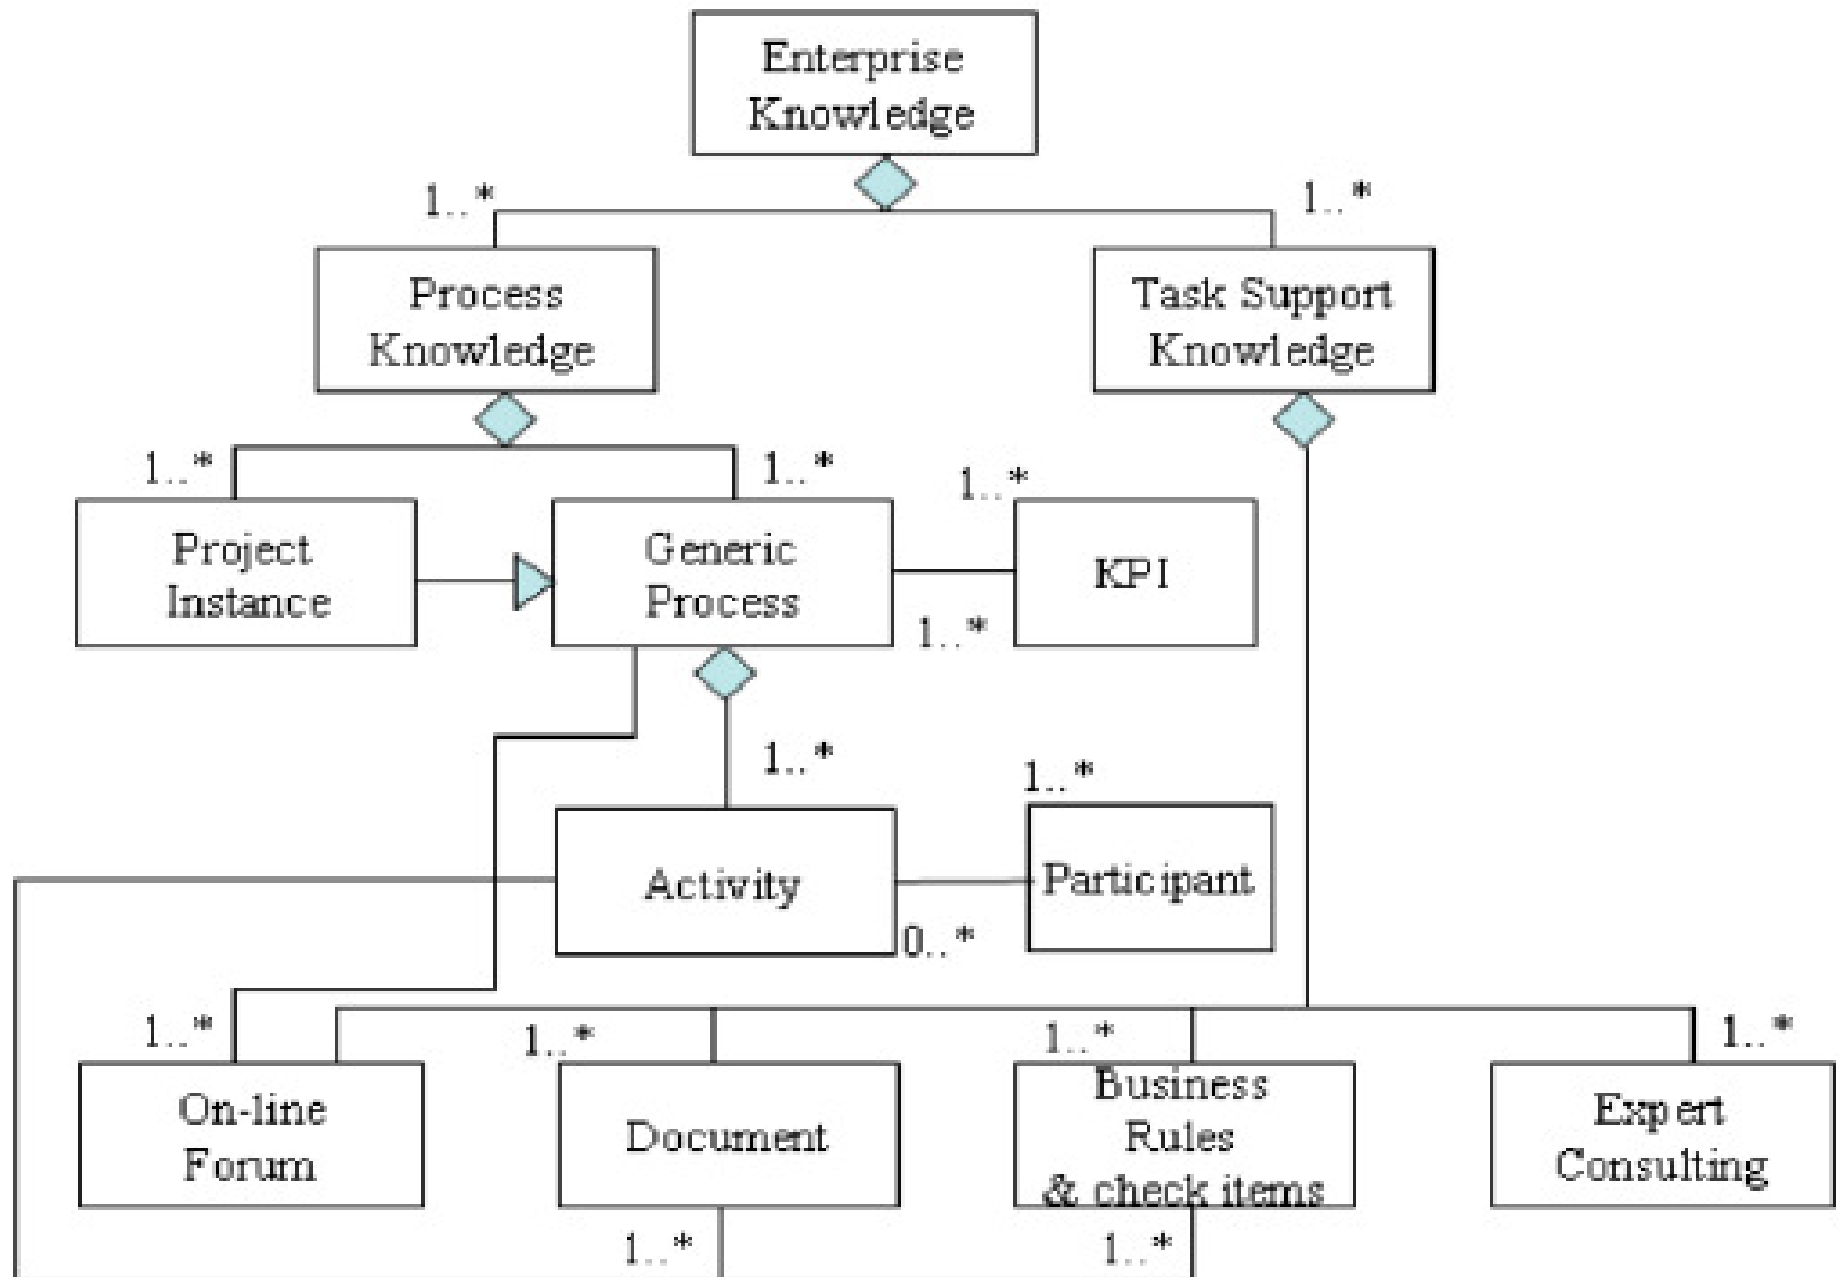 Enterprise
Knowledge
1..*
1..*
Process
Knowledge
Task Support
Knowledge
1..*
1..*
1..*
Project
Instance
Generic
Process
KPI
1..*
1..*
1..*
Activity
Participant
0..*
1..*
1..*
1..*
1..*
On-line
Forum
Document
Business
Rules
& check items
Expert
Consulting
1..*
1..*